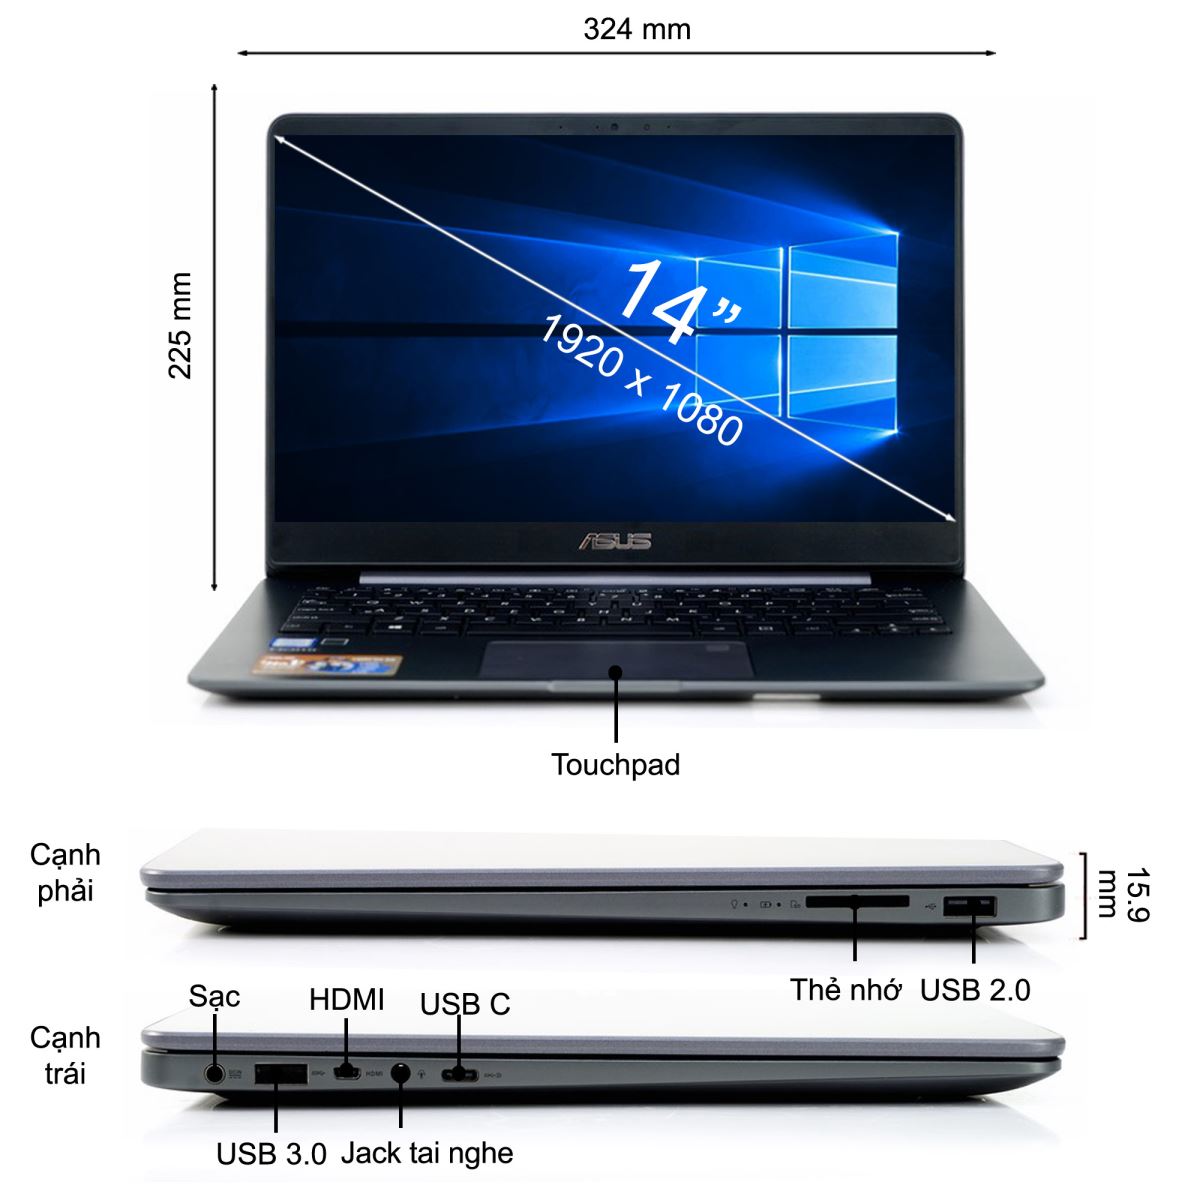 324 mm
225 mm
14”
1920 x 1080
ASUS
Touchpad
Cạnh
phải
15.9
mm
Thẻ nhớ
USB 2.0
Sạc
HDMI
USB C
Cạnh
trái
HDMI
USB 3.0
Jack tai nghe